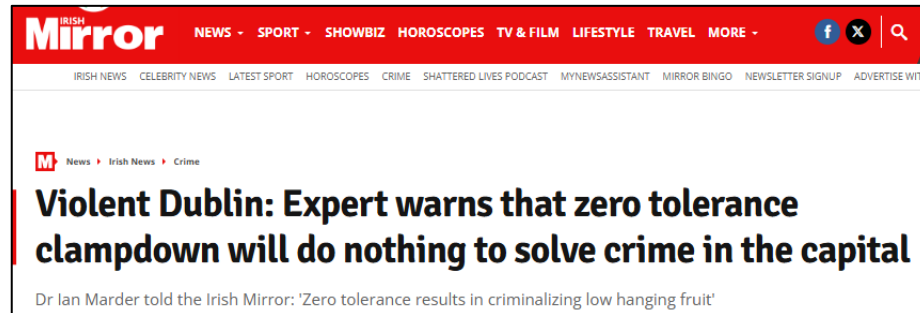 IRISH
Mirror
NEWS SPORT SHOWBIZ HOROSCOPES TV & FILM LIFESTYLE TRAVEL MORE
f X
IRISH NEWS CELEBRITY NEWS LATEST SPORT HOROSCOPES CRIME SHATTERED LIVES PODCAST MYNEWSASSISTANT MIRROR BINGO NEWSLETTER SIGNUP ADVERTISE WIT
M News Irish News Crime
Violent Dublin: Expert warns that zero tolerance
clampdown will do nothing to solve crime in the capital
Dr Ian Marder told the Irish Mirror: 'Zero tolerance results in criminalizing low hanging fruit'